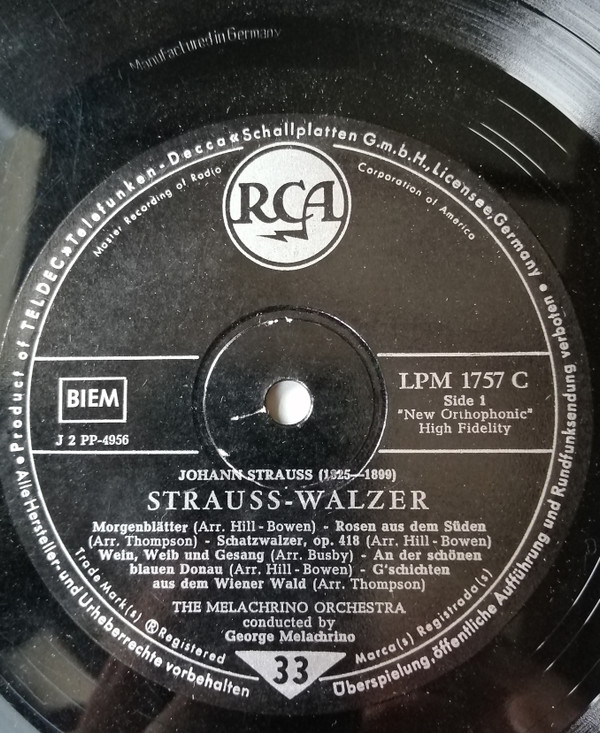 Manufactured in Germany
Product of »TELDEC« Telefunken-Decca« Schallplatten G.m.b.H., Licensee, Germany
Master Recording of Radio Corporation of America
RCA
BIEM
J 2 PP-4956
LPM 1757 C
Side 1
"New Orthophonic"
High Fidelity
JOHANN STRAUSS (1825—1899)
STRAUSS-WALZER
Morgenblätter (Arr. Hill-Bowen) - Rosen aus dem Süden
(Arr. Thompson) - Schatzwalzer, op. 418 (Arr. Hill-Bowen)
Wein, Weib und Gesang (Arr. Busby) - An der schönen
blauen Donau (Arr. Hill-Bowen) - G'schichten
aus dem Wiener Wald (Arr. Thompson)
THE MELACHRINO ORCHESTRA
conducted by
George Melachrino
33
Trade Mark(s) ® Registered Marca(s) Registrada(s)
Alle Hersteller- und Urheberrechte vorbehalten
Überspielung, öffentliche Aufführung und Rundfunksendung verboten